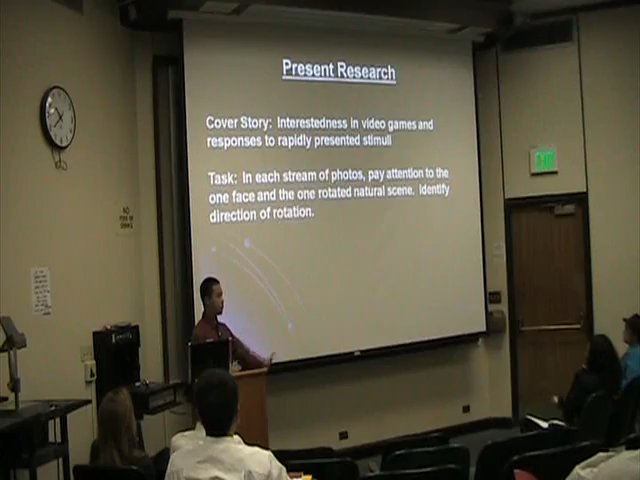 Present Research
Cover Story: Interestedness in video games and
responses to rapidly presented stimuli
Task: In each stream of photos, pay attention to the
one face and the one rotated natural scene. Identify
direction of rotation.
EXIT
NO